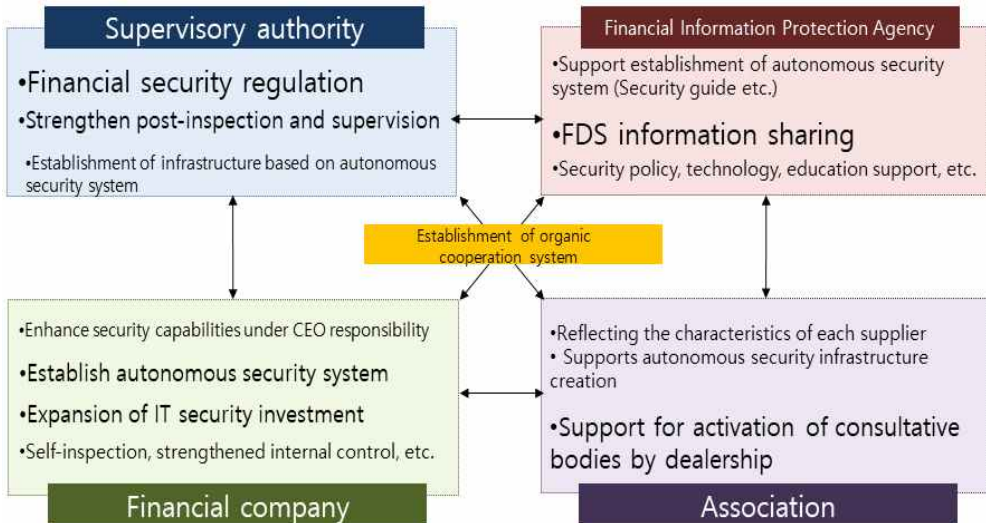 Supervisory authority
•Financial security regulation
•Strengthen post-inspection and supervision
•Establishment of infrastructure based on autonomous
security system
Financial Information Protection Agency
•Support establishment of autonomous security
system (Security guide etc.)
•FDS information sharing
•Security policy, technology, education support, etc.
Establishment of organic
cooperation system
•Enhance security capabilities under CEO responsibility
•Establish autonomous security system
•Expansion of IT security investment
•Self-inspection, strengthened internal control, etc.
Financial company
•Reflecting the characteristics of each supplier
• Supports autonomous security infrastructure
creation
•Support for activation of consultative
bodies by dealership
Association